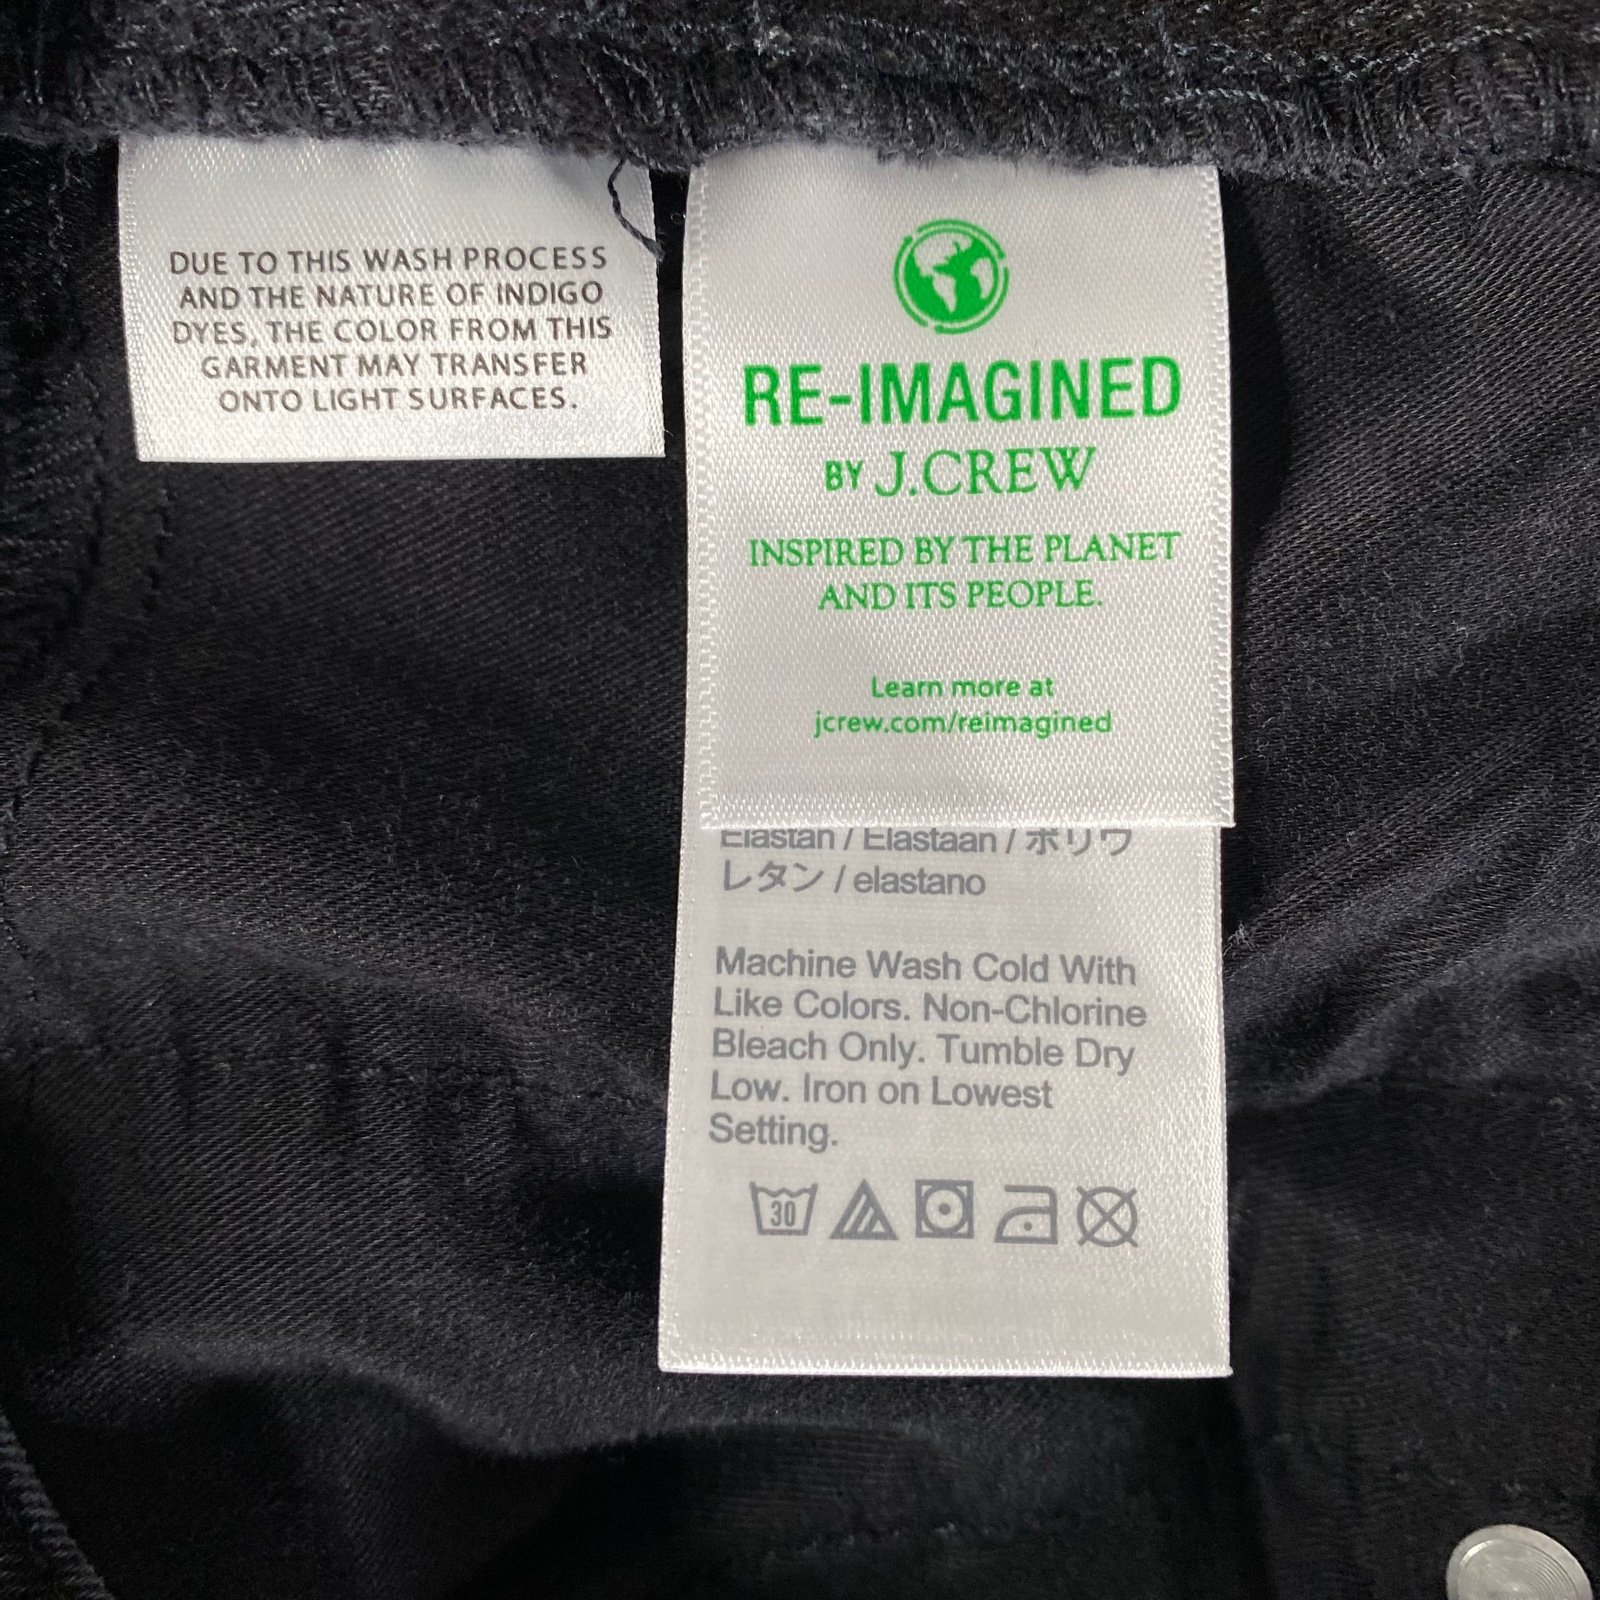 DUE TO THIS WASH PROCESS
AND THE NATURE OF INDIGO
DYES, THE COLOR FROM THIS
GARMENT MAY TRANSFER
ONTO LIGHT SURFACES.
RE-IMAGINED
BY J.CREW
INSPIRED BY THE PLANET
AND ITS PEOPLE.
Learn more at
jcrew.com/reimagined
Elastan / Elastaan / ポリウ
レタン / elastano
Machine Wash Cold With
Like Colors. Non-Chlorine
Bleach Only. Tumble Dry
Low. Iron on Lowest
Setting.
30